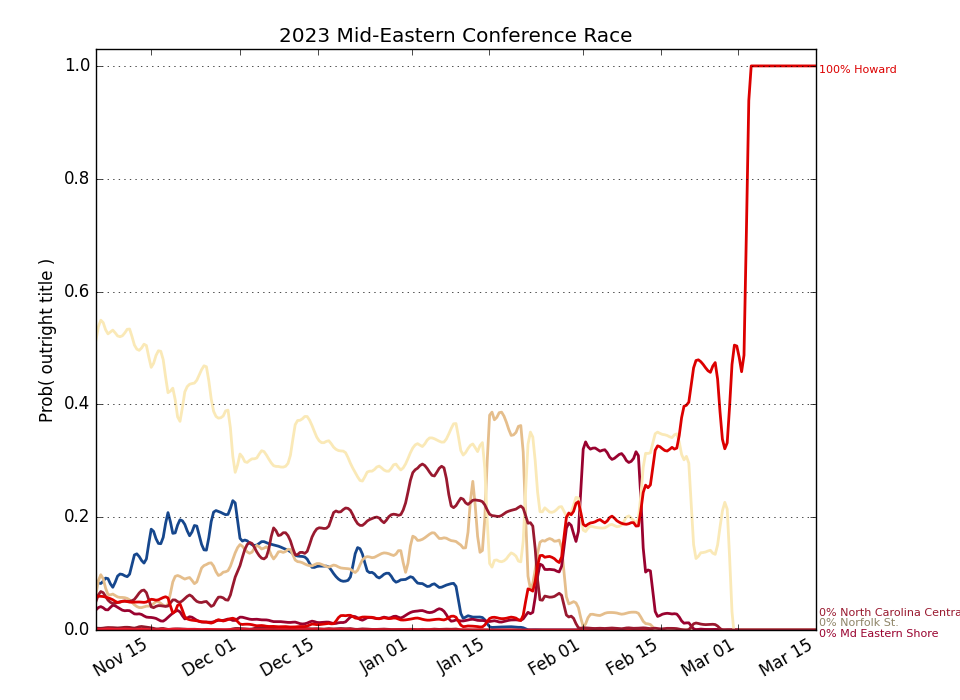 2023 Mid-Eastern Conference Race
1.0
0.8
0.6
0.4
0.2
0.0
Prob( outright title )
100% Howard
0% North Carolina Centra
0% Norfolk St.
0% Md Eastern Shore
Nov 15
Dec 01
Dec 15
Jan 01
Jan 15
Feb 01
Feb 15
Mar 01
Mar 15